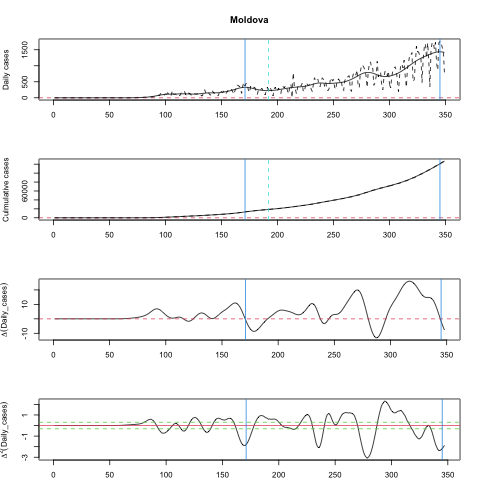 Moldova
Daily cases
0 500 1500
0 50 100 150 200 250 300 350
Culmulative cases
0 60000
0 50 100 150 200 250 300 350
Δ(Daily_cases)
-10 10
0 50 100 150 200 250 300 350
Δ²(Daily_cases)
-3 -1 1
0 50 100 150 200 250 300 350